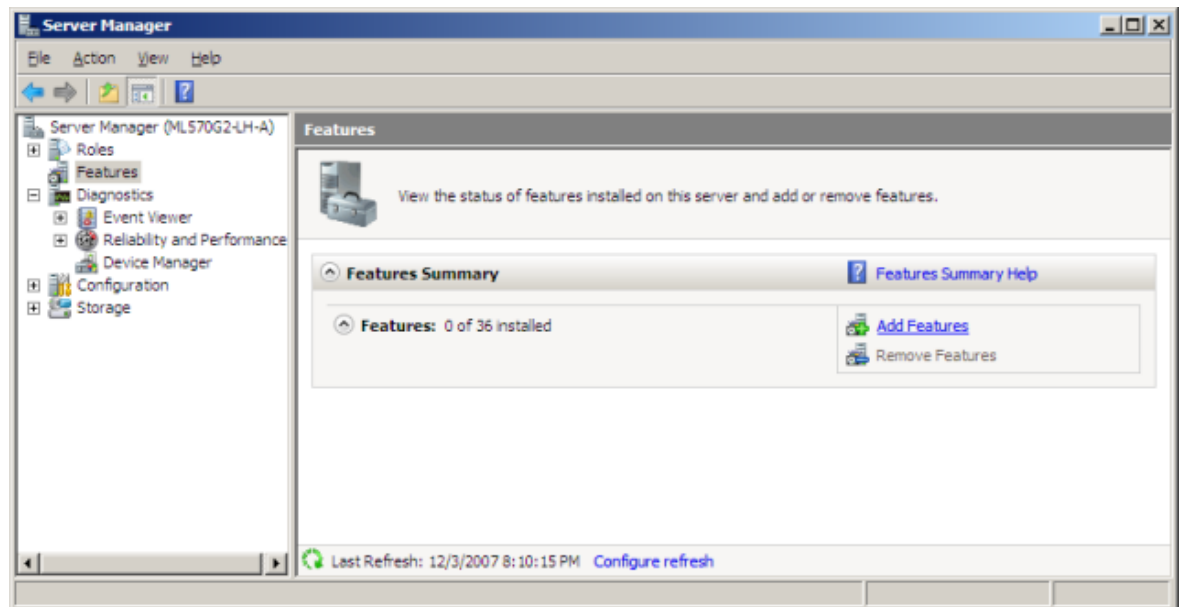 Server Manager
File Action View Help
Server Manager (ML570G2-LH-A)
Roles
Features
Diagnostics
Event Viewer
Reliability and Performance
Device Manager
Configuration
Storage
Features
View the status of features installed on this server and add or remove features.
Features Summary
Features Summary Help
Features: 0 of 36 installed
Add Features
Remove Features
Last Refresh: 12/3/2007 8:10:15 PM Configure refresh